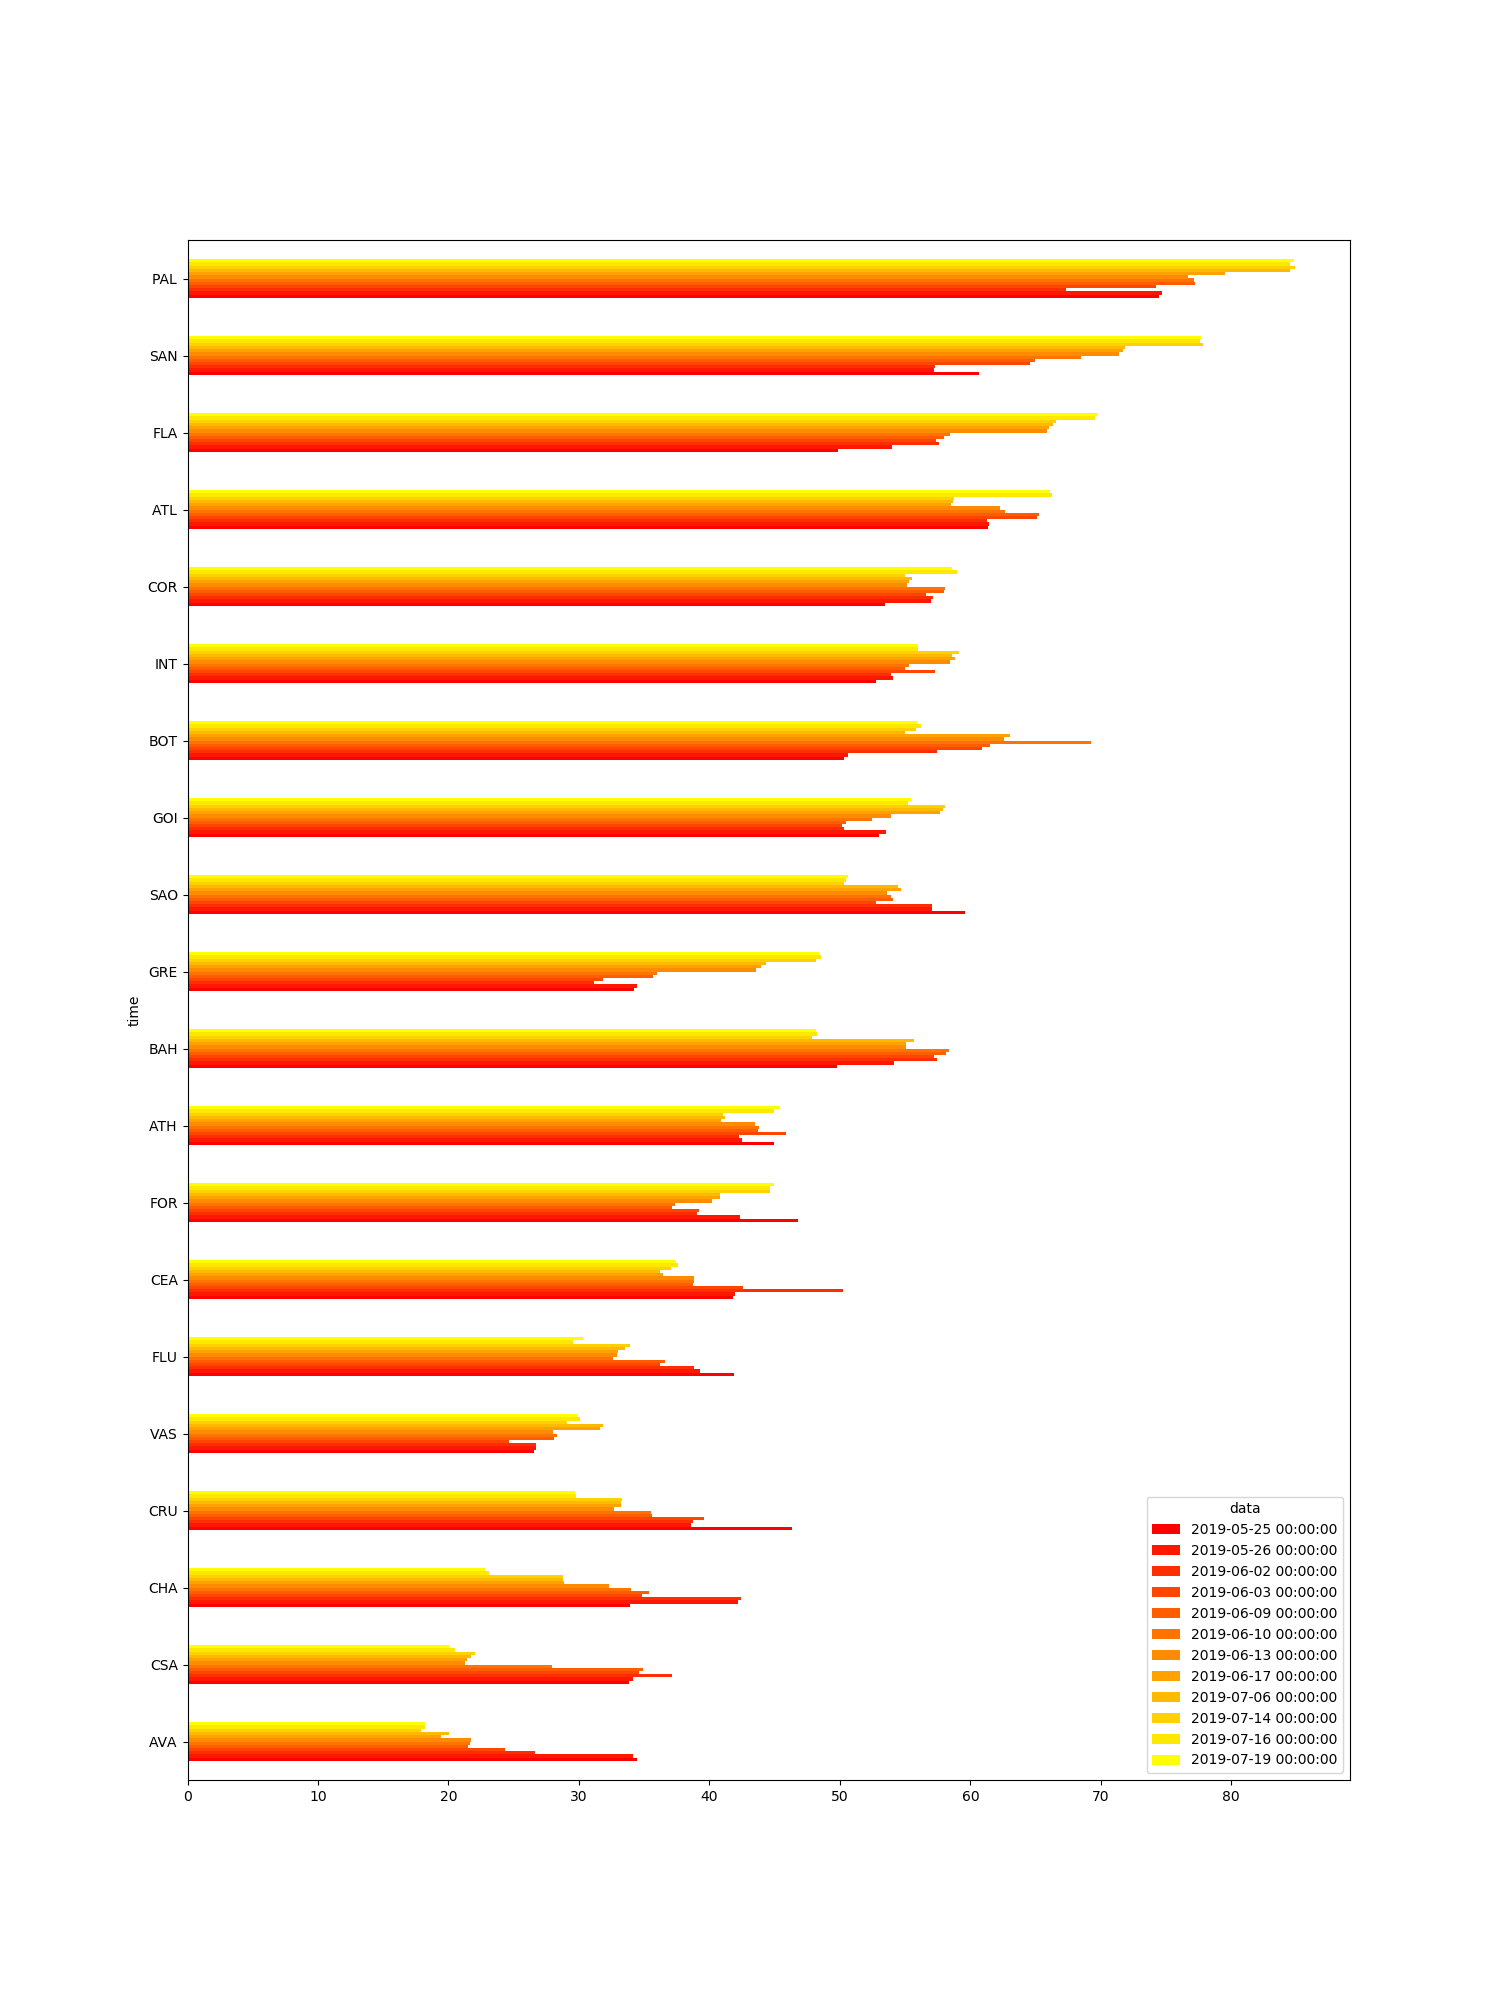 PAL
SAN
FLA
ATL
COR
INT
BOT
GOI
SAO
GRE
time
BAH
ATH
FOR
CEA
FLU
VAS
CRU
CHA
CSA
AVA
data
2019-05-25 00:00:00
2019-05-26 00:00:00
2019-06-02 00:00:00
2019-06-03 00:00:00
2019-06-09 00:00:00
2019-06-10 00:00:00
2019-06-13 00:00:00
2019-06-17 00:00:00
2019-07-06 00:00:00
2019-07-14 00:00:00
2019-07-16 00:00:00
2019-07-19 00:00:00
0 10 20 30 40 50 60 70 80